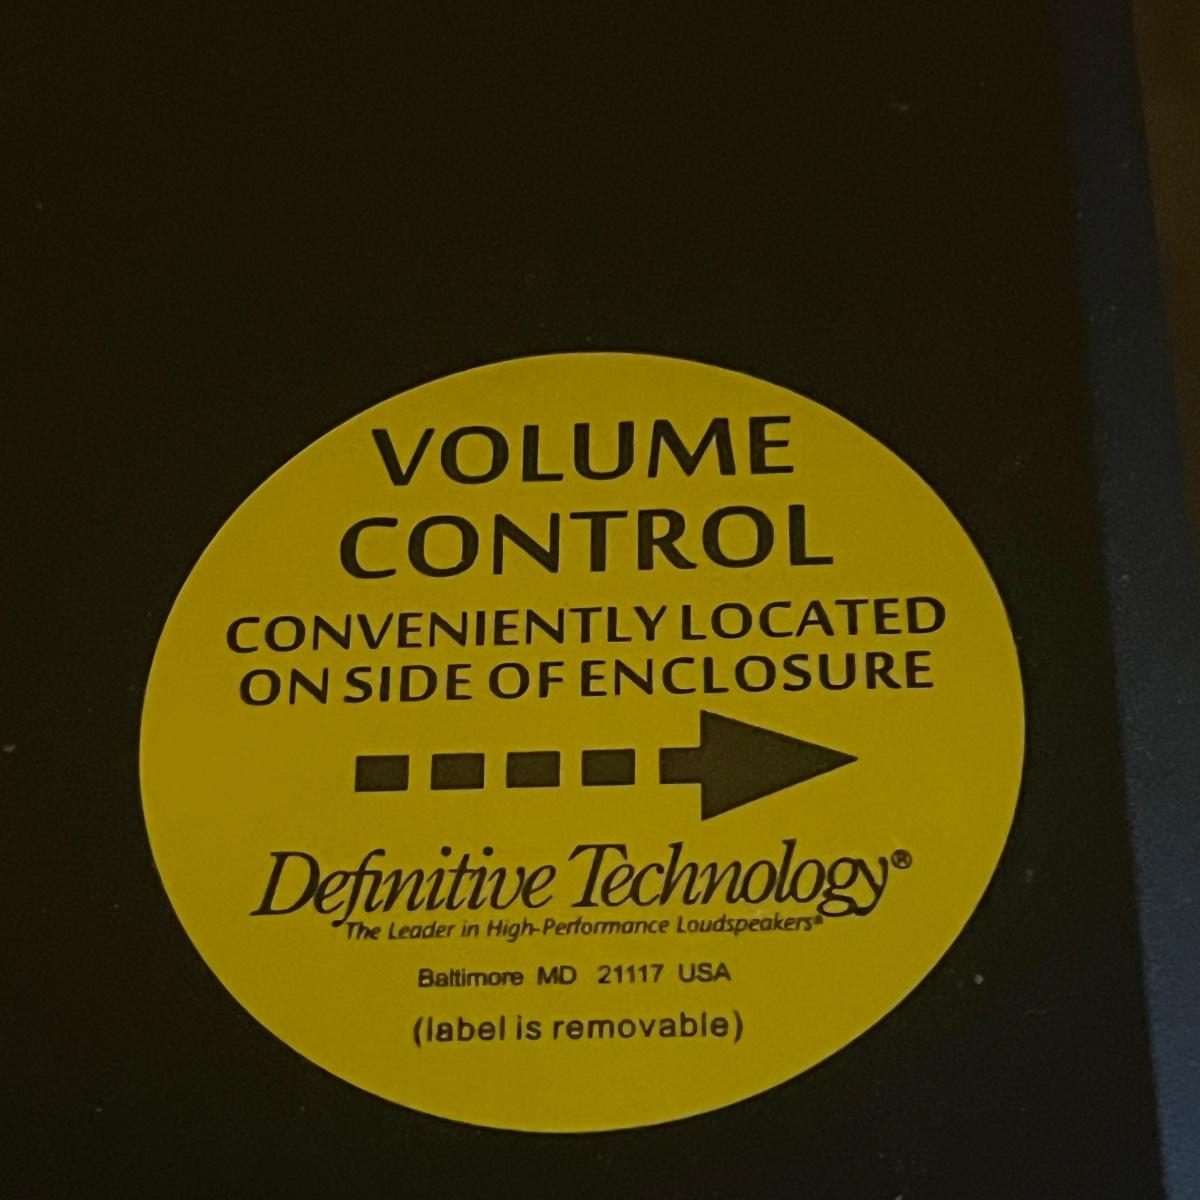 VOLUME
CONTROL
CONVENIENTLY LOCATED
ON SIDE OF ENCLOSURE
Definitive Technology®
The Leader in High-Performance Loudspeakers®
Baltimore MD 21117 USA
(label is removable)